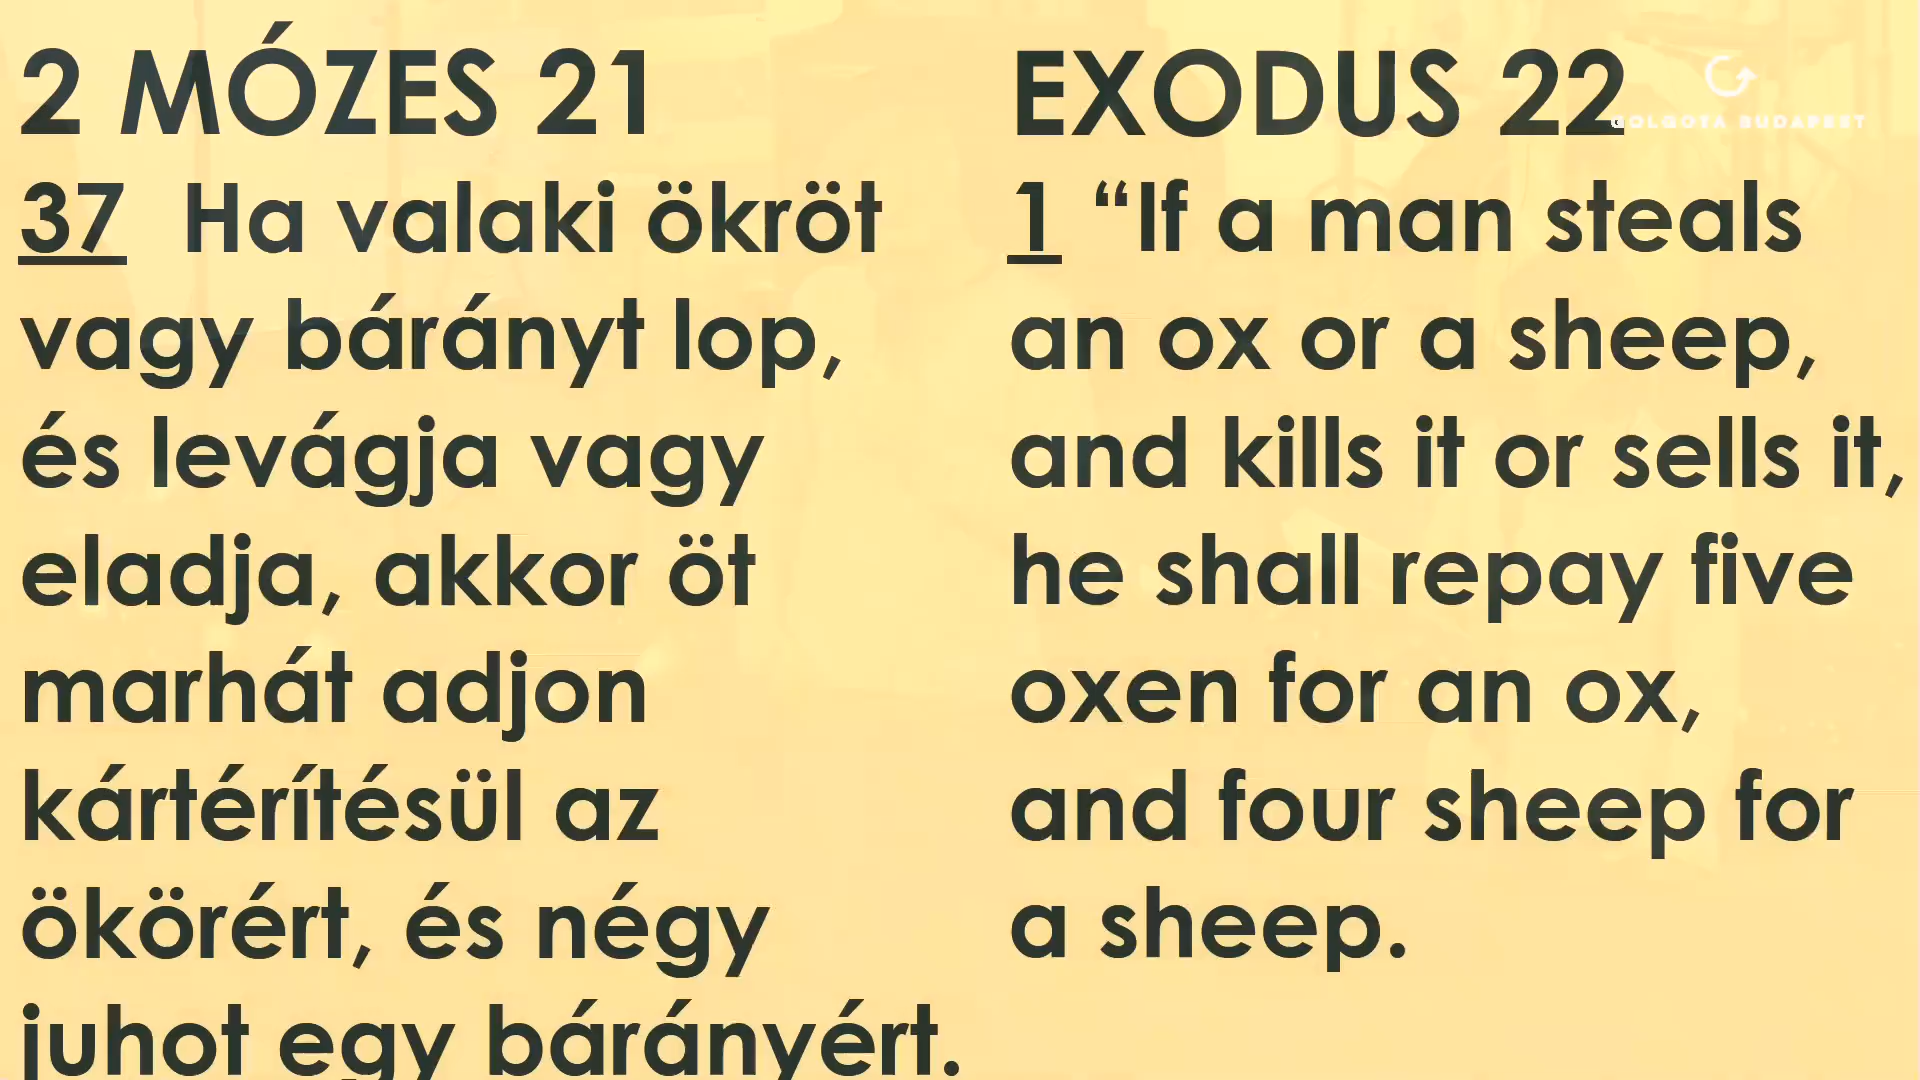 2 MÓZES 21
37 Ha valaki ökröt
vagy bárányt lop,
és levágja vagy
eladja, akkor öt
marhát adjon
kártérítésül az
ökörért, és négy
juhot egy bárányért.
EXODUS 22
1 “If a man steals
an ox or a sheep,
and kills it or sells it,
he shall repay five
oxen for an ox,
and four sheep for
a sheep.
GOLGOTA BUDAPEST